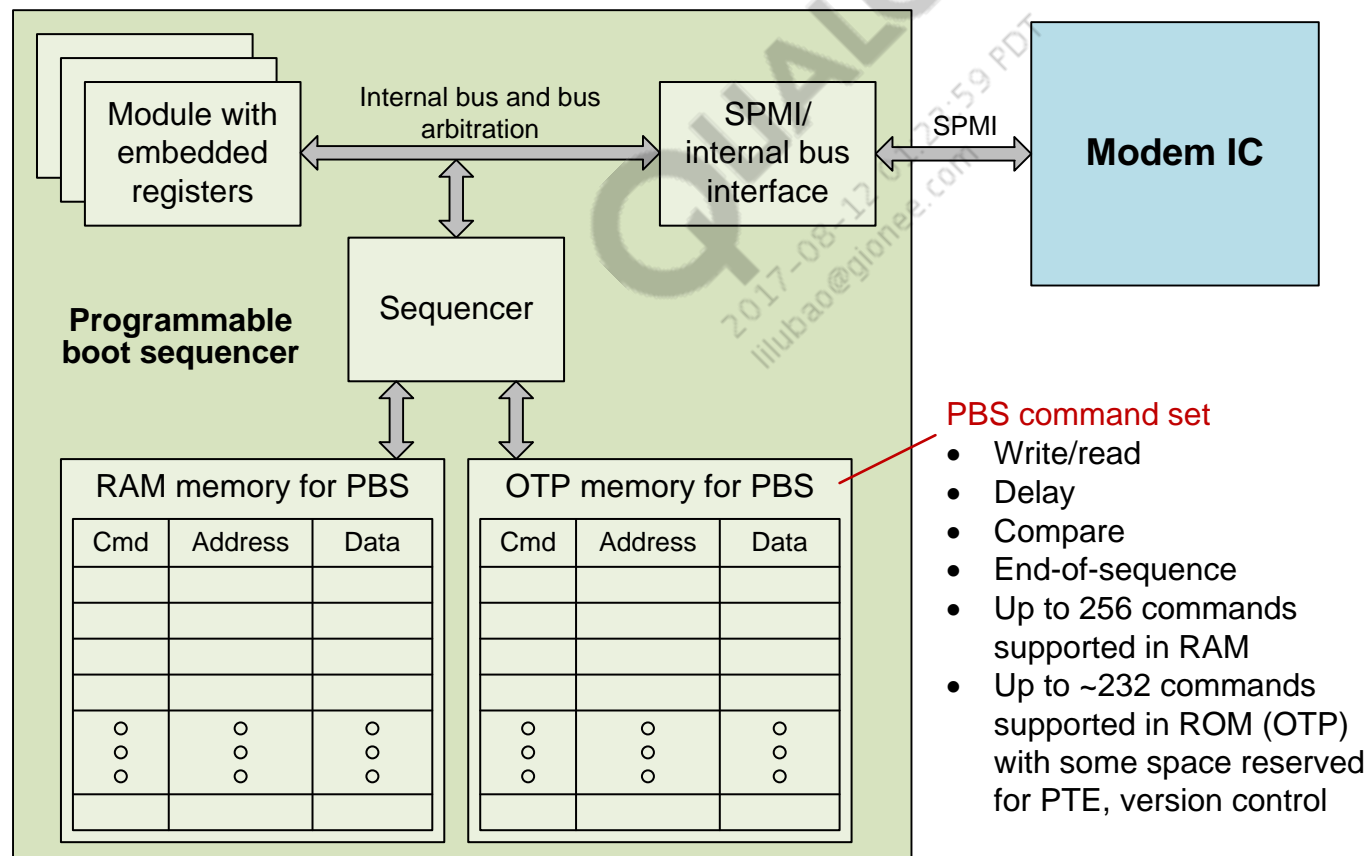 Module with
embedded
registers
Internal bus and bus
arbitration
SPMI/
internal bus
interface
SPMI
Modem IC
Sequencer
Programmable
boot sequencer
RAM memory for PBS
Cmd Address Data
OTP memory for PBS
Cmd Address Data
PBS command set
• Write/read
• Delay
• Compare
• End-of-sequence
• Up to 256 commands
supported in RAM
• Up to ~232 commands
supported in ROM (OTP)
with some space reserved
for PTE, version control
QUALC
lilubao@gionee.com